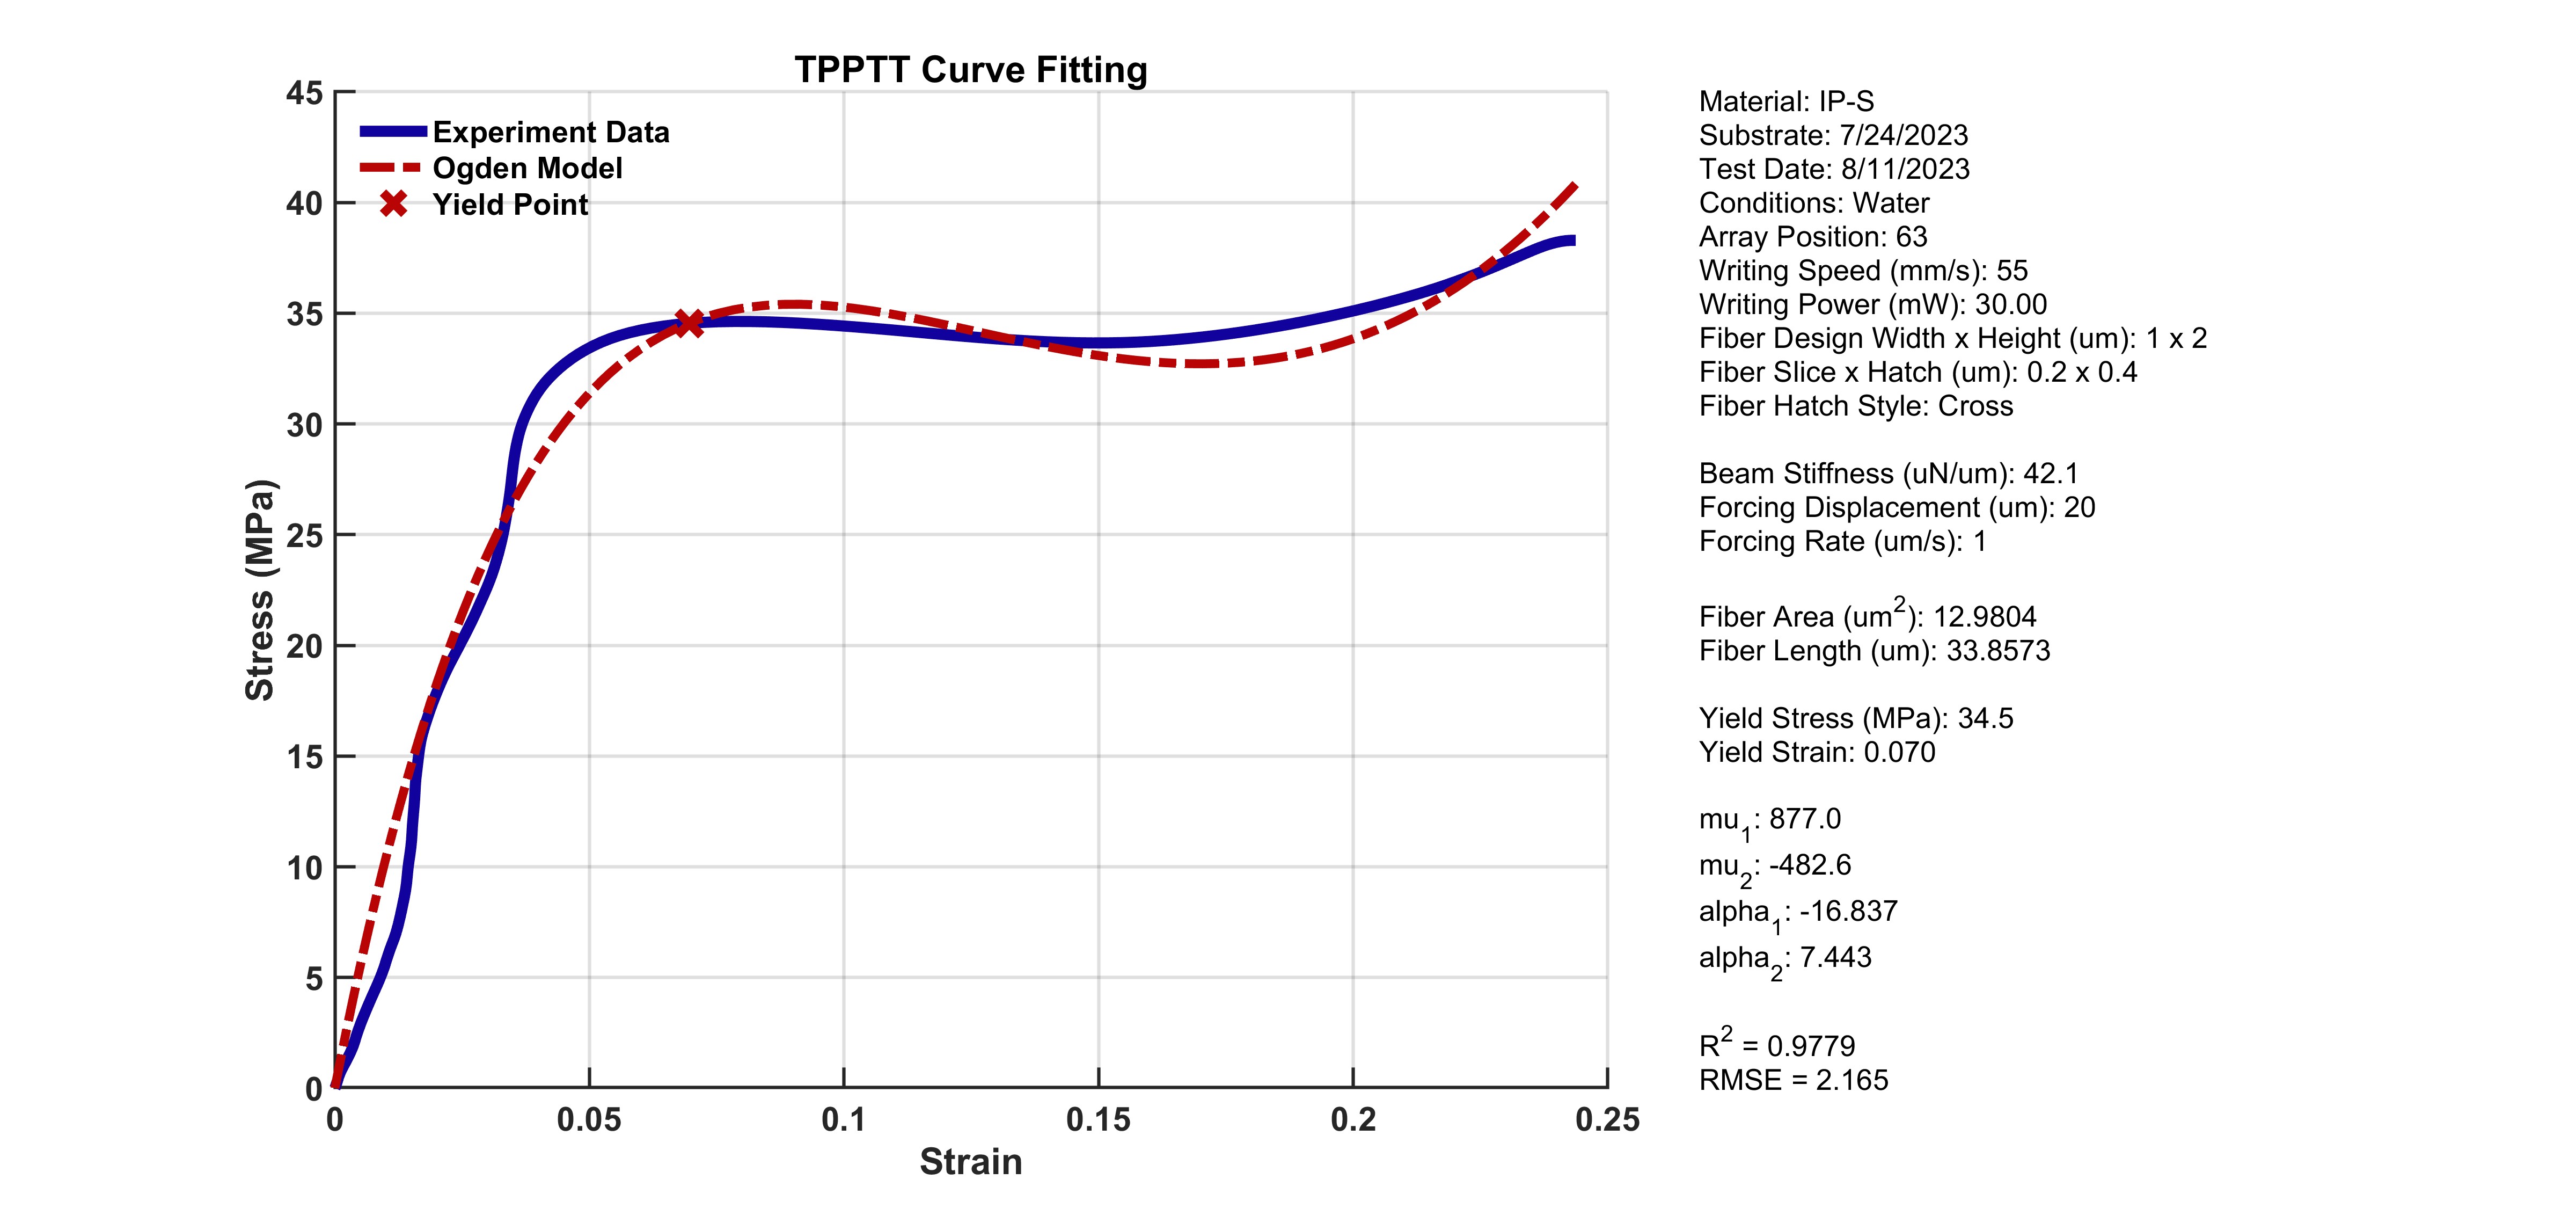 TPPTT Curve Fitting
45
40
35
30
25
20
15
10
5
0
Stress (MPa)
Experiment Data
Ogden Model
Yield Point
0 0.05 0.1 0.15 0.2 0.25
Strain
Material: IP-S
Substrate: 7/24/2023
Test Date: 8/11/2023
Conditions: Water
Array Position: 63
Writing Speed (mm/s): 55
Writing Power (mW): 30.00
Fiber Design Width x Height (um): 1 x 2
Fiber Slice x Hatch (um): 0.2 x 0.4
Fiber Hatch Style: Cross
Beam Stiffness (uN/um): 42.1
Forcing Displacement (um): 20
Forcing Rate (um/s): 1
Fiber Area (um²): 12.9804
Fiber Length (um): 33.8573
Yield Stress (MPa): 34.5
Yield Strain: 0.070
mu₁: 877.0
mu₂: -482.6
alpha₁: -16.837
alpha₂: 7.443
R² = 0.9779
RMSE = 2.165